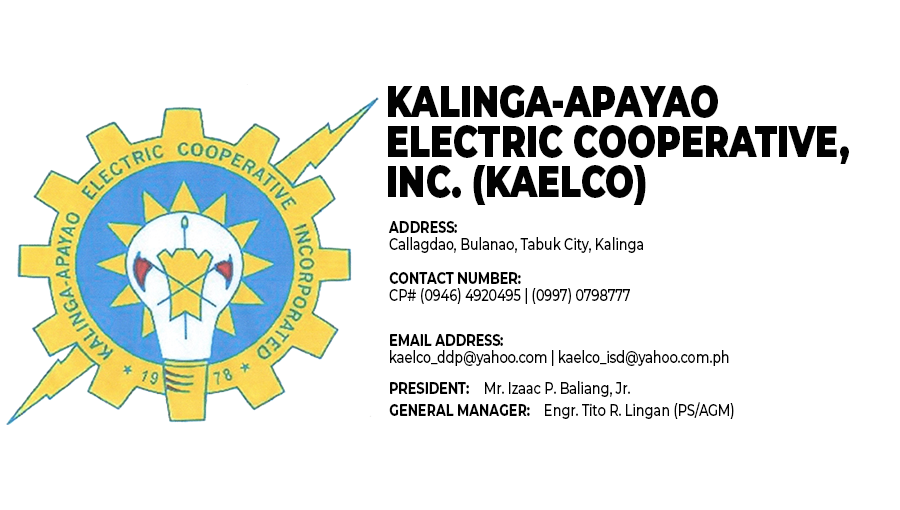 KALINGA-APAYAO ELECTRIC COOPERATIVE INCORPORATED
* 19 78 *
KALINGA-APAYAO
ELECTRIC COOPERATIVE,
INC. (KAELCO)
ADDRESS:
Callagdao, Bulanao, Tabuk City, Kalinga
CONTACT NUMBER:
CP# (0946) 4920495 | (0997) 0798777
EMAIL ADDRESS:
kaelco_ddp@yahoo.com | kaelco_isd@yahoo.com.ph
PRESIDENT: Mr. Izaac P. Baliang, Jr.
GENERAL MANAGER: Engr. Tito R. Lingan (PS/AGM)